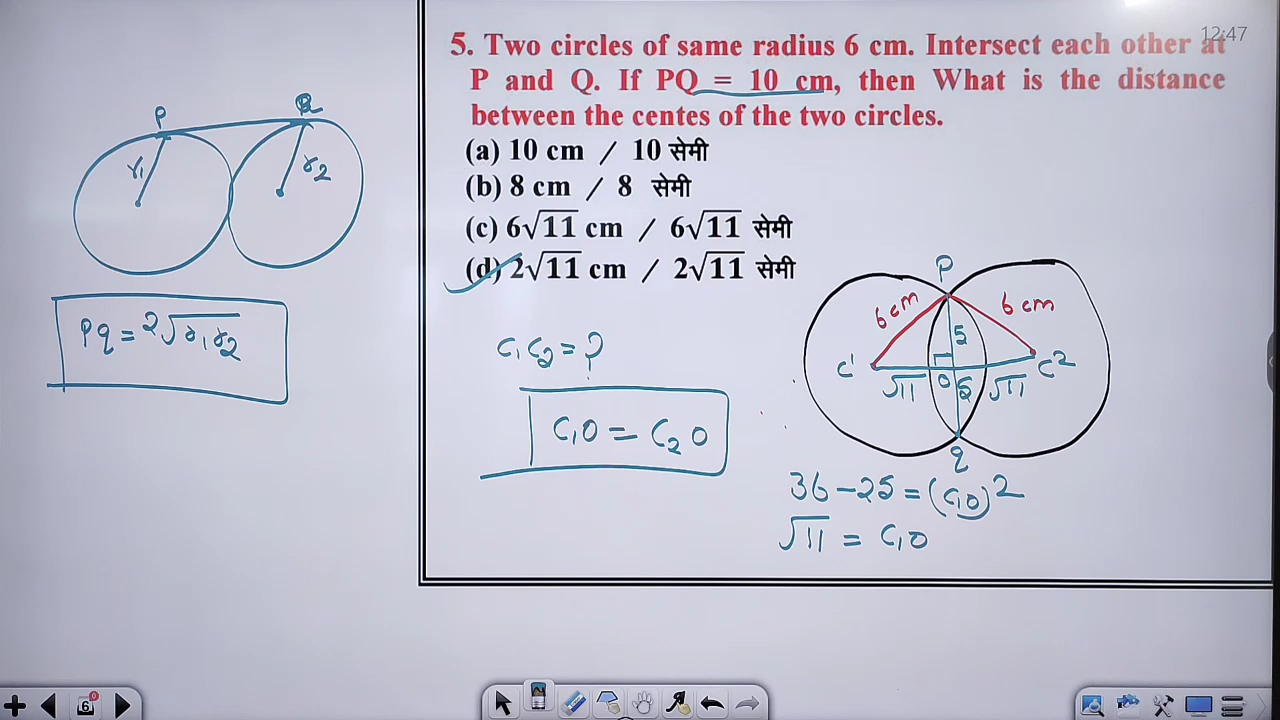 12:47
5. Two circles of same radius 6 cm. Intersect each other at
P and Q. If PQ = 10 cm, then What is the distance
between the centes of the two circles.
(a) 10 cm / 10 सेमी
(b) 8 cm / 8 सेमी
(c) 6√11 cm / 6√11 सेमी
(d) 2√11 cm / 2√11 सेमी
P
Q
r1
r2
Pq = 2√r1r2
C1C2 = ?
C1O = C2O
P
6 cm
6 cm
5
C1
O
C2
√11
5
√11
q
36 - 25 = (C1O)2
√11 = C1O
6
0